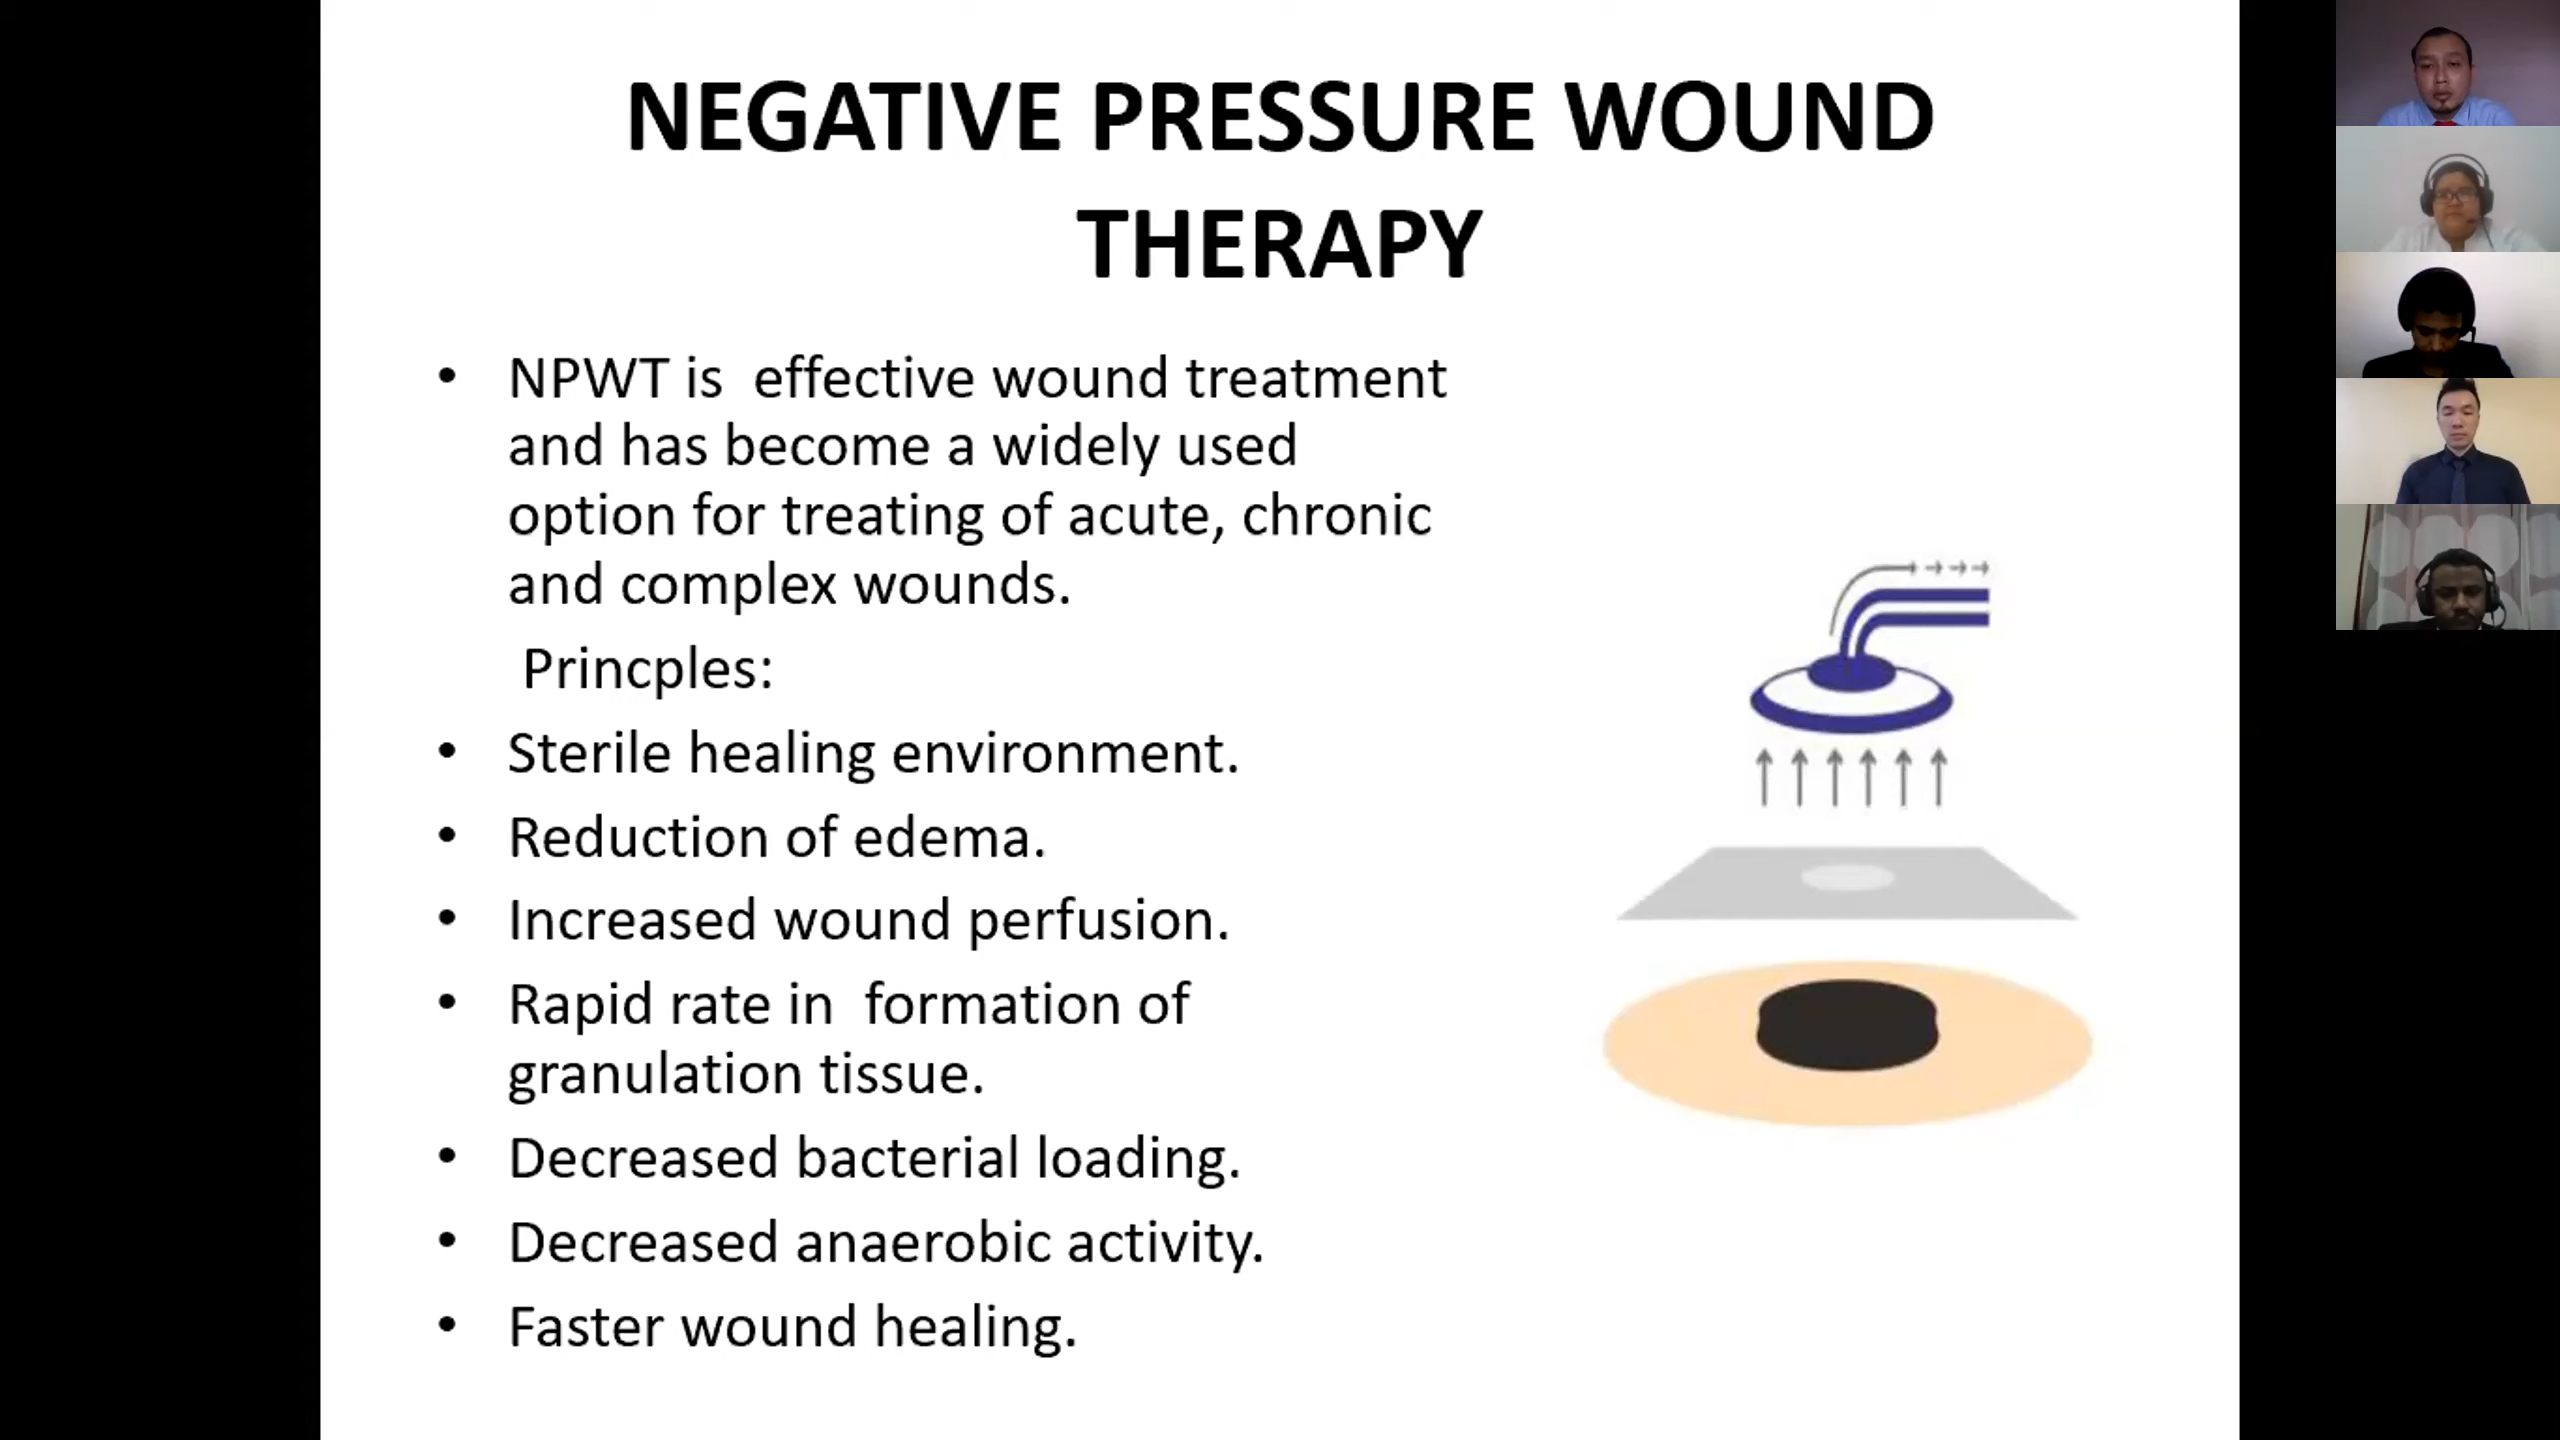 NEGATIVE PRESSURE WOUND
THERAPY
• NPWT is  effective wound treatment
and has become a widely used
option for treating of acute, chronic
and complex wounds.
Princples:
• Sterile healing environment.
• Reduction of edema.
• Increased wound perfusion.
• Rapid rate in  formation of
granulation tissue.
• Decreased bacterial loading.
• Decreased anaerobic activity.
• Faster wound healing.